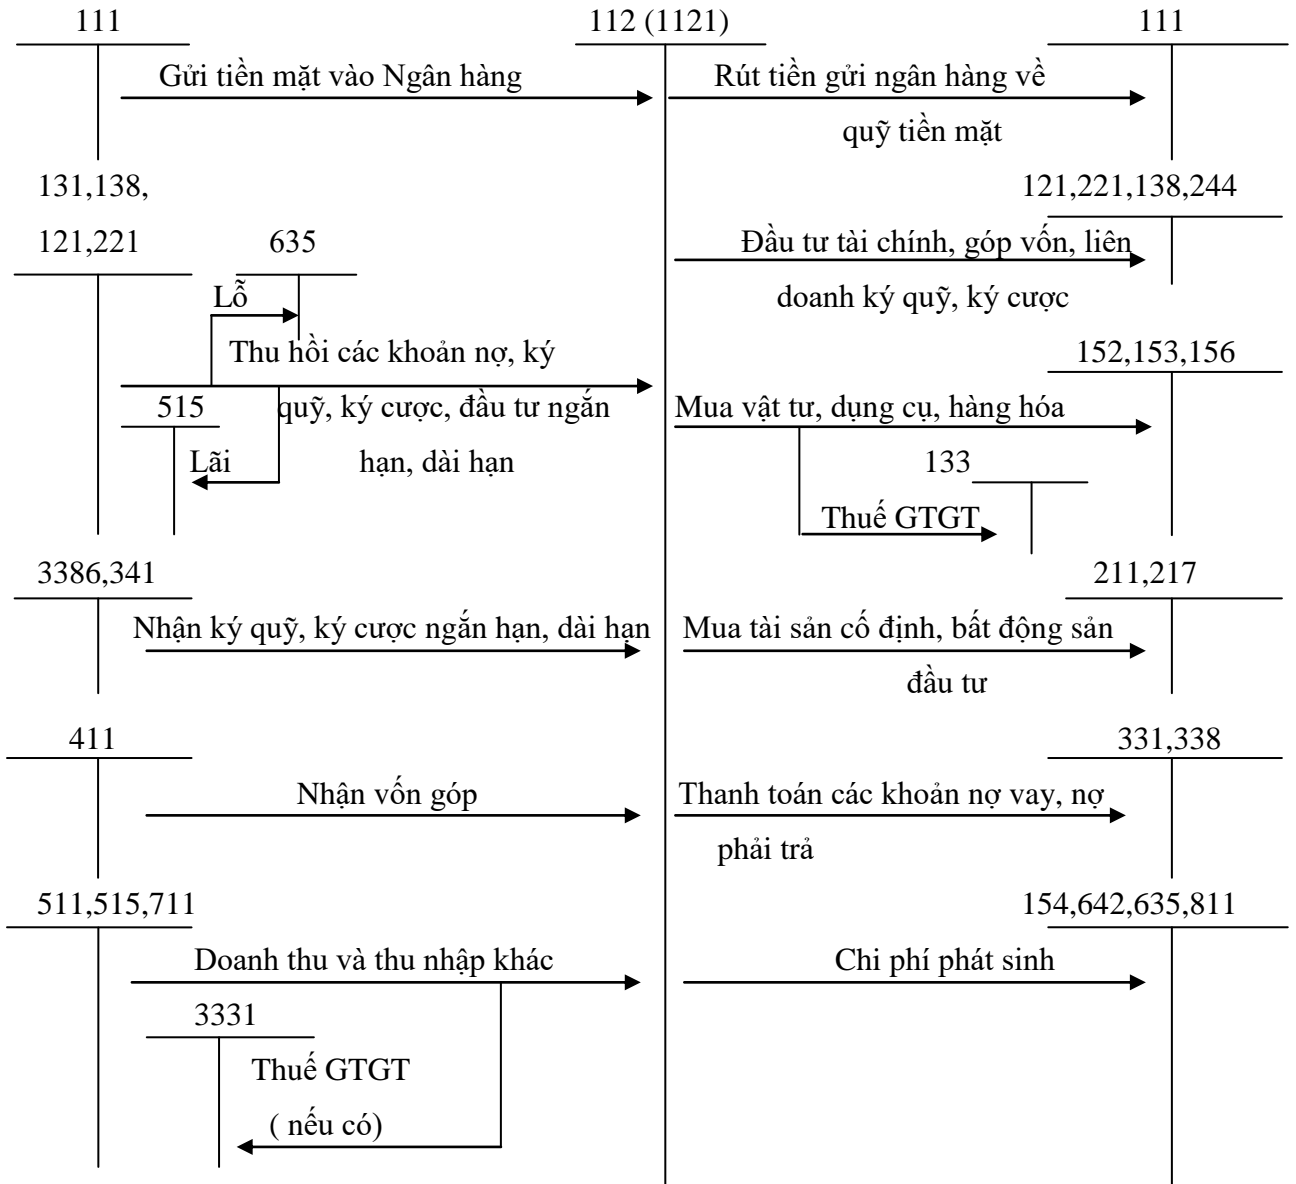 111
112 (1121)
111
Gửi tiền mặt vào Ngân hàng
Rút tiền gửi ngân hàng về
quỹ tiền mặt
131,138,
121,221
121,221,138,244
635
Đầu tư tài chính, góp vốn, liên
doanh ký quỹ, ký cược
Lỗ
Thu hồi các khoản nợ, ký
quỹ, ký cược, đầu tư ngắn
hạn, dài hạn
515
Lãi
152,153,156
Mua vật tư, dụng cụ, hàng hóa
133
Thuế GTGT
3386,341
211,217
Nhận ký quỹ, ký cược ngắn hạn, dài hạn
Mua tài sản cố định, bất động sản
đầu tư
411
331,338
Nhận vốn góp
Thanh toán các khoản nợ vay, nợ
phải trả
511,515,711
154,642,635,811
Doanh thu và thu nhập khác
Chi phí phát sinh
3331
Thuế GTGT
( nếu có)